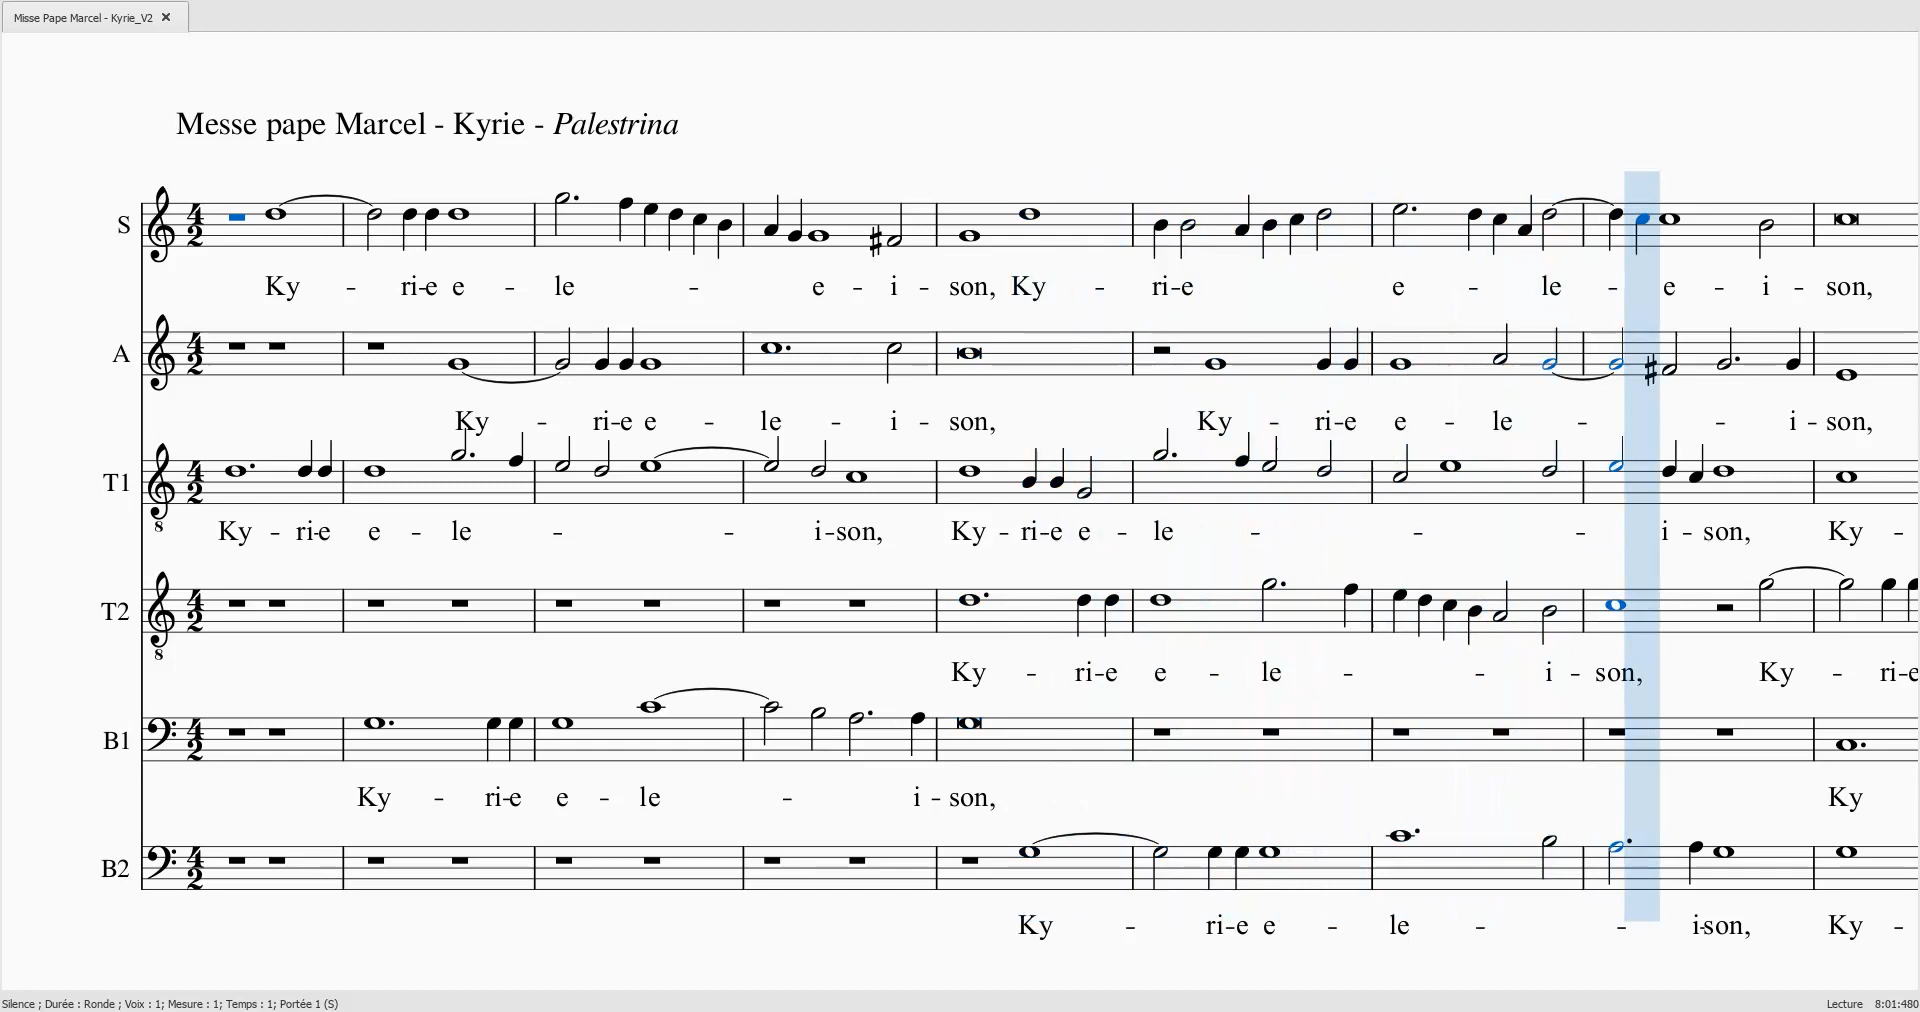 Misse Pape Marcel - Kyrie_V2 ✕
Messe pape Marcel - Kyrie - Palestrina
S
Ky - ri-e e - le - e - i - son, Ky - ri-e e - le - e - i - son,
A
Ky - ri-e e - le - i - son, Ky - ri-e e - le - - i - son,
T1
Ky - ri-e e - le - - i-son, Ky - ri-e e - le - - - i - son, Ky -
T2
Ky - ri-e e - le - - i - son, Ky - ri-e
B1
Ky - ri-e e - le - i - son, Ky
B2
Ky - ri-e e - le - - i-son, Ky -
Silence ; Durée : Ronde ; Voix : 1; Mesure : 1; Temps : 1; Portée 1 (S)
Lecture 8:01:480